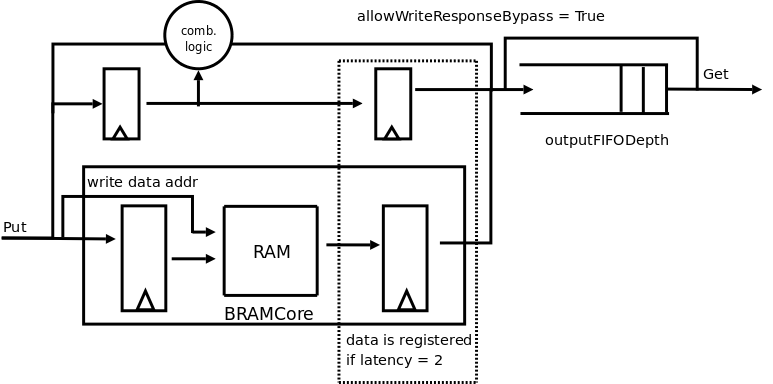 allowWriteResponseBypass = True
comb.
logic
Get
outputFIFODepth
write data addr
Put
RAM
BRAMCore
data is registered
if latency = 2